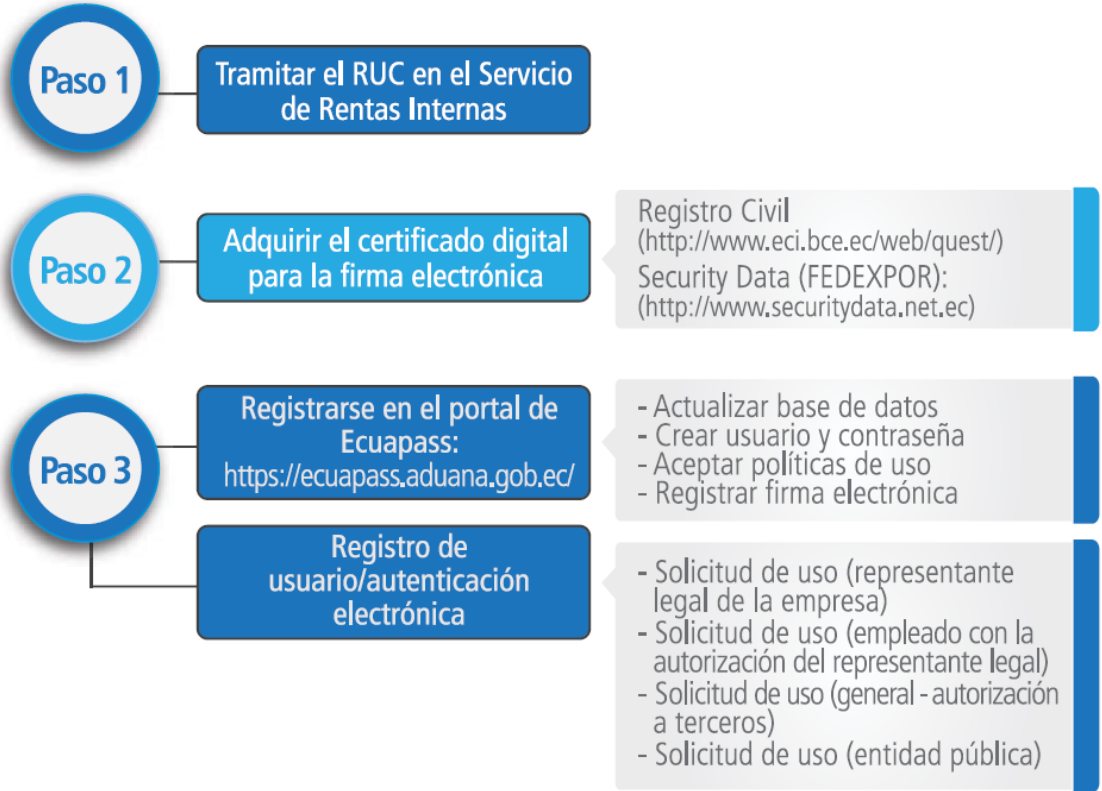 Paso 1
Tramitar el RUC en el Servicio
de Rentas Internas
Paso 2
Adquirir el certificado digital
para la firma electrónica
Registro Civil
(http://www.eci.bce.ec/web/quest/)
Security Data (FEDEXPOR):
(http://www.securitydata.net.ec)
Paso 3
Registrarse en el portal de
Ecuapass:
https://ecuapass.aduana.gob.ec/
- Actualizar base de datos
- Crear usuario y contraseña
- Aceptar políticas de uso
- Registrar firma electrónica
Registro de
usuario/autenticación
electrónica
- Solicitud de uso (representante
legal de la empresa)
- Solicitud de uso (empleado con la
autorización del representante legal)
- Solicitud de uso (general - autorización
a terceros)
- Solicitud de uso (entidad pública)